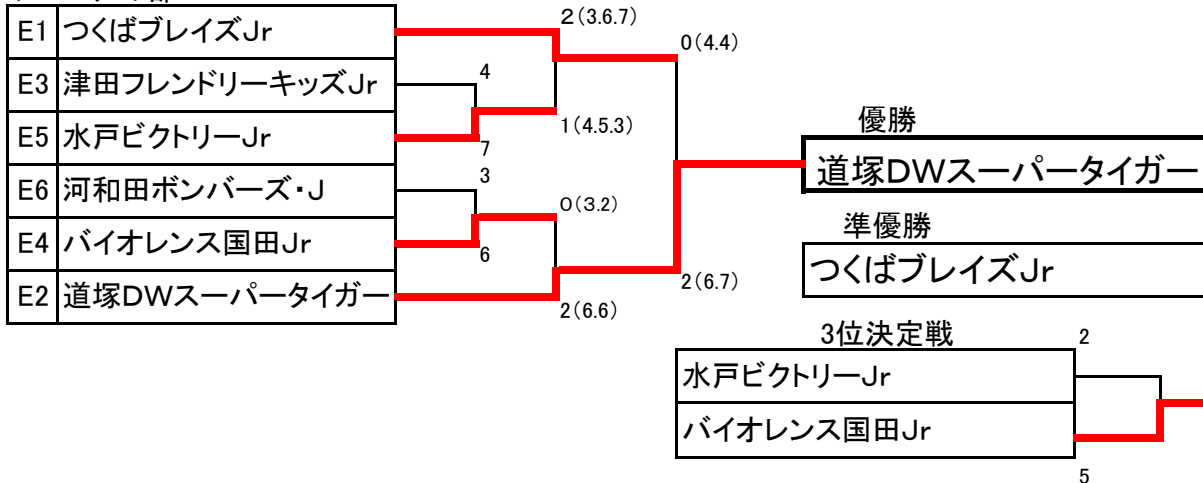 E1 つくばブレイズJr
E3 津田フレンドリーキッズJr
E5 水戸ビクトリーJr
E6 河和田ボンバーズ・J
E4 バイオレンス国田Jr
E2 道塚DWスーパータイガー
2(3.6.7)
4
7
1(4.5.3)
3
6
0(3.2)
2(6.6)
0(4.4)
2(6.7)
優勝
道塚DWスーパータイガー
準優勝
つくばブレイズJr
3位決定戦
2
水戸ビクトリーJr
バイオレンス国田Jr
5